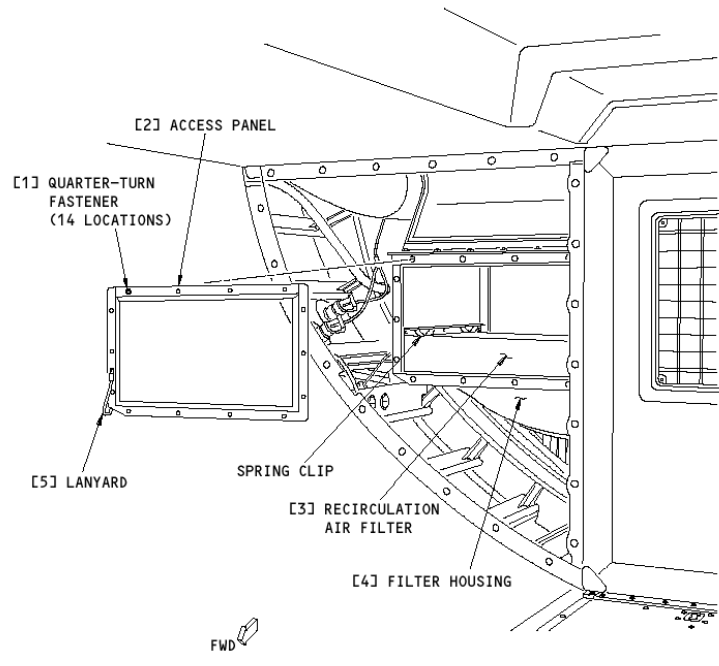 [2] ACCESS PANEL
[1] QUARTER-TURN
FASTENER
(14 LOCATIONS)
SPRING CLIP
[5] LANYARD
[3] RECIRCULATION
AIR FILTER
[4] FILTER HOUSING
FWD